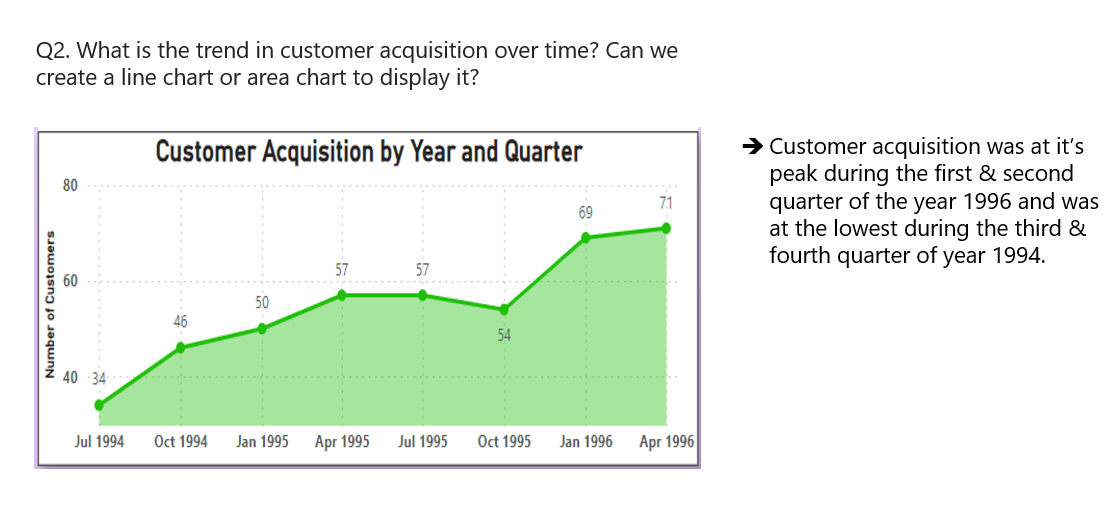 Q2. What is the trend in customer acquisition over time? Can we
create a line chart or area chart to display it?
Customer Acquisition by Year and Quarter
Number of Customers
80
60
40
34
46
50
57
57
54
69
71
Jul 1994 Oct 1994 Jan 1995 Apr 1995 Jul 1995 Oct 1995 Jan 1996 Apr 1996
➔ Customer acquisition was at it's
peak during the first & second
quarter of the year 1996 and was
at the lowest during the third &
fourth quarter of year 1994.